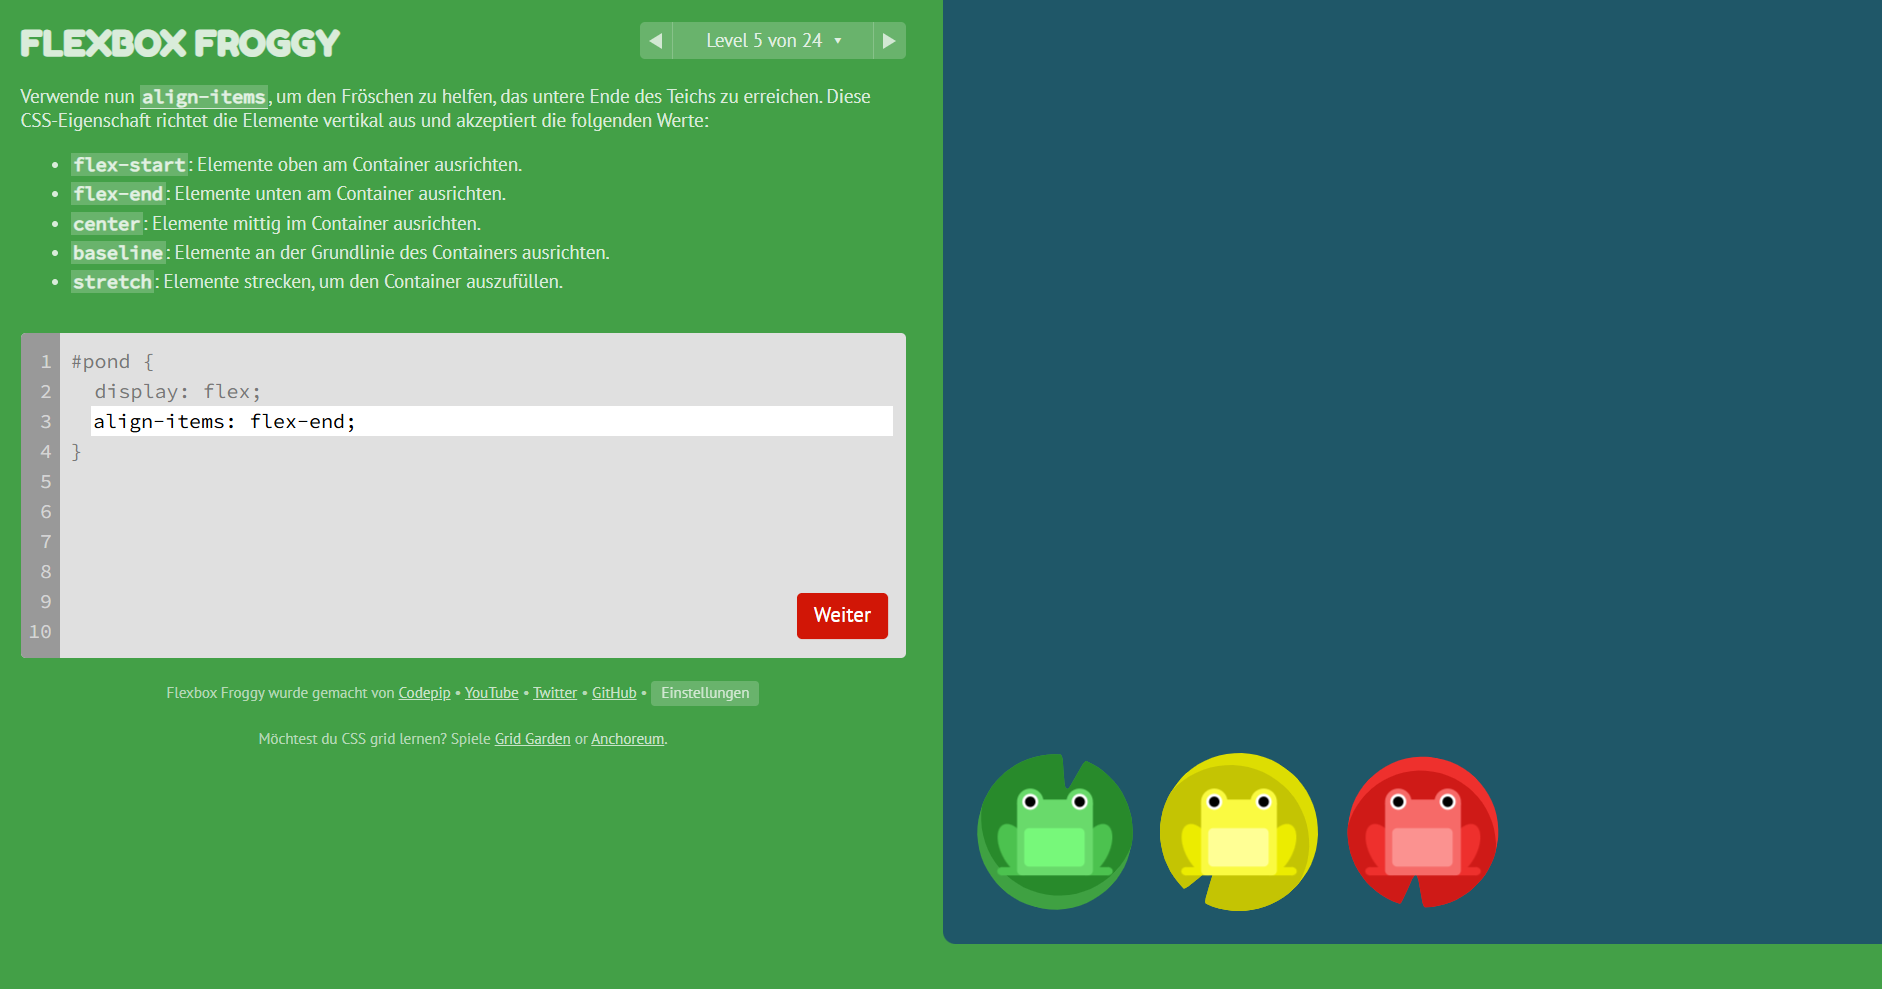 FLEXBOX FROGGY
Level 5 von 24
Verwende nun align-items, um den Fröschen zu helfen, das untere Ende des Teichs zu erreichen. Diese
CSS-Eigenschaft richtet die Elemente vertikal aus und akzeptiert die folgenden Werte:
• flex-start: Elemente oben am Container ausrichten.
• flex-end: Elemente unten am Container ausrichten.
• center: Elemente mittig im Container ausrichten.
• baseline: Elemente an der Grundlinie des Containers ausrichten.
• stretch: Elemente strecken, um den Container auszufüllen.
1 #pond {
2 display: flex;
3 align-items: flex-end;
4 }
5
6
7
8
9
10
Weiter
Flexbox Froggy wurde gemacht von Codepip • YouTube • Twitter • GitHub • Einstellungen
Möchtest du CSS grid lernen? Spiele Grid Garden or Anchoreum.